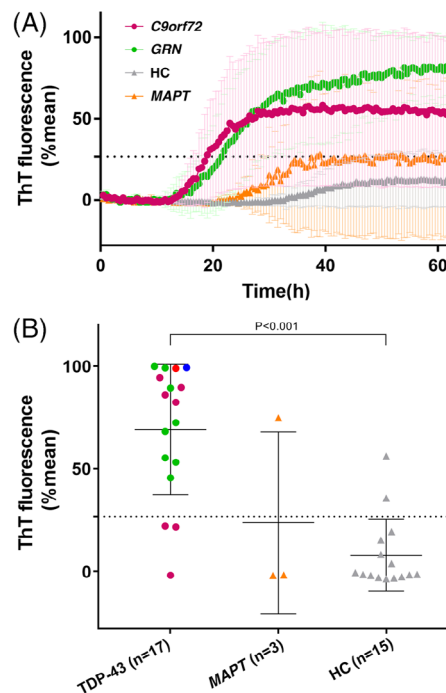 (A)
C9orf72
GRN
HC
MAPT
ThT fluorescence
(%mean)
100
50
0
0
20
40
60
Time(h)
(B)
P<0.001
ThT fluorescence
(%mean)
100
50
0
TDP-43 (n=17)
MAPT (n=3)
HC (n=15)